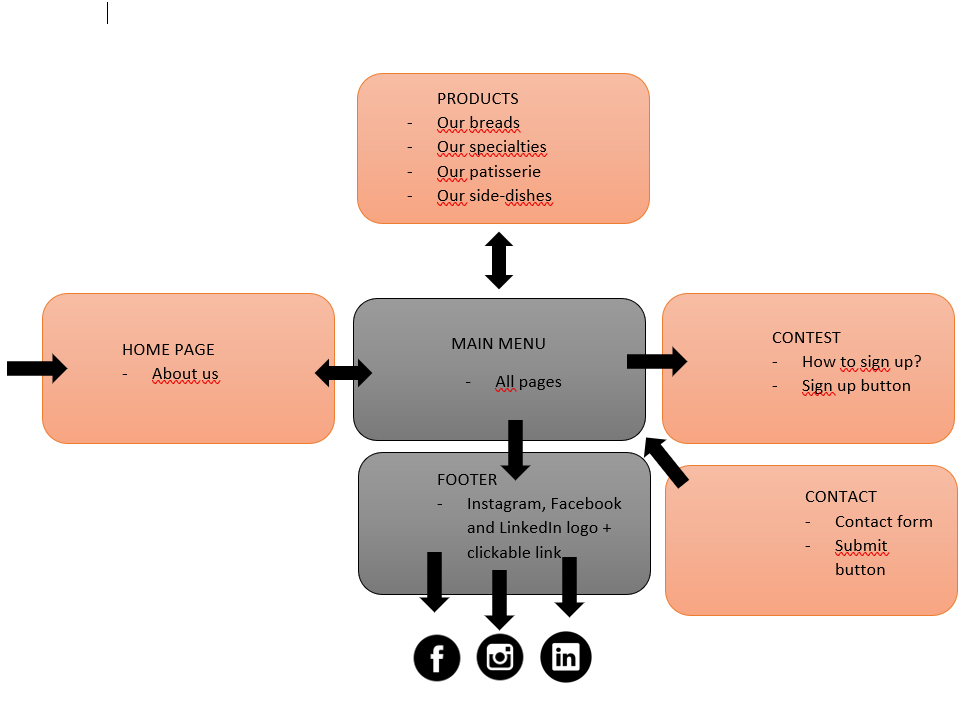 PRODUCTS
- Our breads
- Our specialties
- Our patisserie
- Our side-dishes
HOME PAGE
- About us
MAIN MENU
- All pages
CONTEST
- How to sign up?
- Sign up button
FOOTER
- Instagram, Facebook
and LinkedIn logo +
clickable link
CONTACT
- Contact form
- Submit
button
f
in